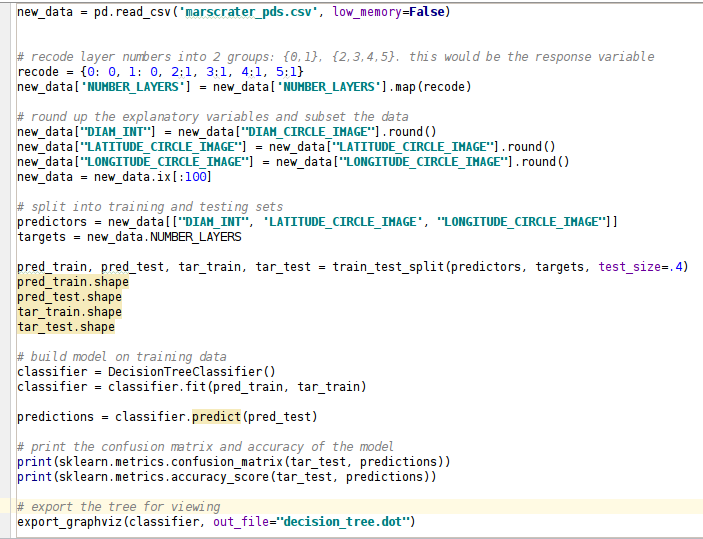 new_data = pd.read_csv('marscrater_pds.csv', low_memory=False)
# recode layer numbers into 2 groups: {0,1}, {2,3,4,5}. this would be the response variable
recode = {0: 0, 1: 0, 2:1, 3:1, 4:1, 5:1}
new_data['NUMBER_LAYERS'] = new_data['NUMBER_LAYERS'].map(recode)
# round up the explanatory variables and subset the data
new_data["DIAM_INT"] = new_data["DIAM_CIRCLE_IMAGE"].round()
new_data["LATITUDE_CIRCLE_IMAGE"] = new_data["LATITUDE_CIRCLE_IMAGE"].round()
new_data["LONGITUDE_CIRCLE_IMAGE"] = new_data["LONGITUDE_CIRCLE_IMAGE"].round()
new_data = new_data.ix[:100]
# split into training and testing sets
predictors = new_data[["DIAM_INT", 'LATITUDE_CIRCLE_IMAGE', "LONGITUDE_CIRCLE_IMAGE"]]
targets = new_data.NUMBER_LAYERS
pred_train, pred_test, tar_train, tar_test = train_test_split(predictors, targets, test_size=.4)
pred_train.shape
pred_test.shape
tar_train.shape
tar_test.shape
# build model on training data
classifier = DecisionTreeClassifier()
classifier = classifier.fit(pred_train, tar_train)
predictions = classifier.predict(pred_test)
# print the confusion matrix and accuracy of the model
print(sklearn.metrics.confusion_matrix(tar_test, predictions))
print(sklearn.metrics.accuracy_score(tar_test, predictions))
# export the tree for viewing
export_graphviz(classifier, out_file="decision_tree.dot")